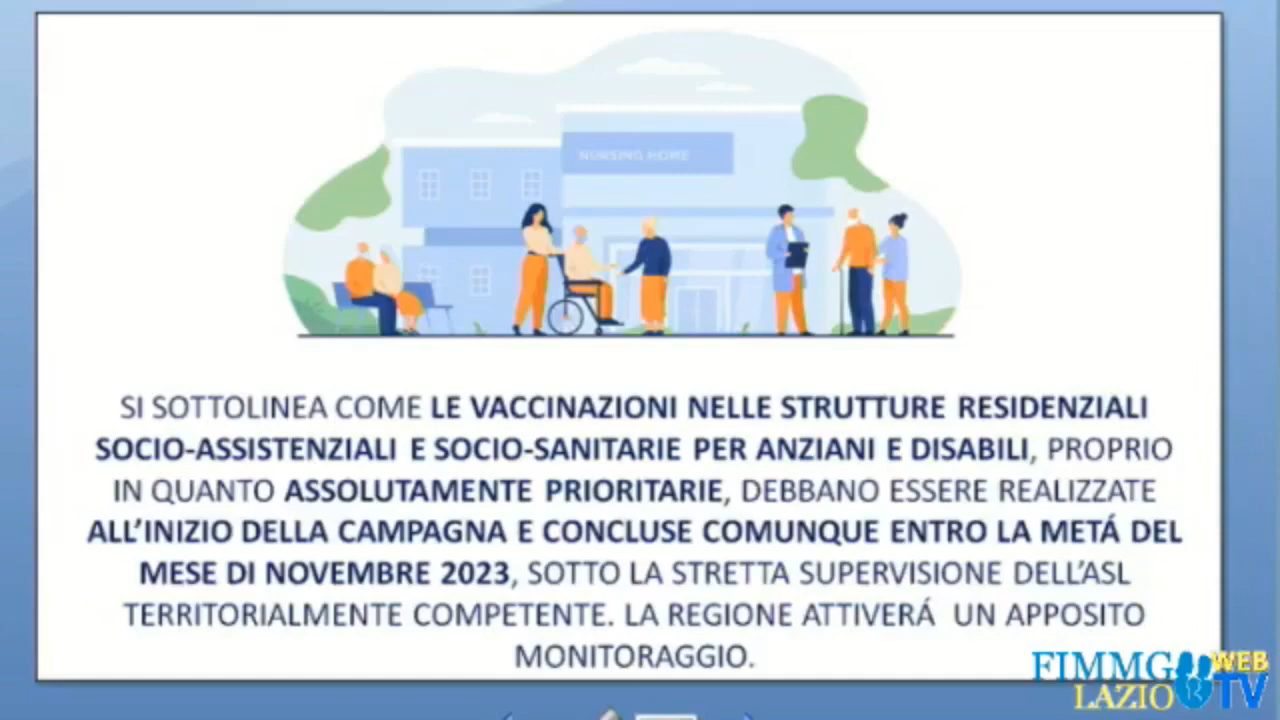 NURSING HOME
SI SOTTOLINEA COME LE VACCINAZIONI NELLE STRUTTURE RESIDENZIALI
SOCIO-ASSISTENZIALI E SOCIO-SANITARIE PER ANZIANI E DISABILI, PROPRIO
IN QUANTO ASSOLUTAMENTE PRIORITARIE, DEBBANO ESSERE REALIZZATE
ALL'INIZIO DELLA CAMPAGNA E CONCLUSE COMUNQUE ENTRO LA METÁ DEL
MESE DI NOVEMBRE 2023, SOTTO LA STRETTA SUPERVISIONE DELL'ASL
TERRITORIALMENTE COMPETENTE. LA REGIONE ATTIVERÁ UN APPOSITO
MONITORAGGIO.
FIMMG WEB
LAZIO TV